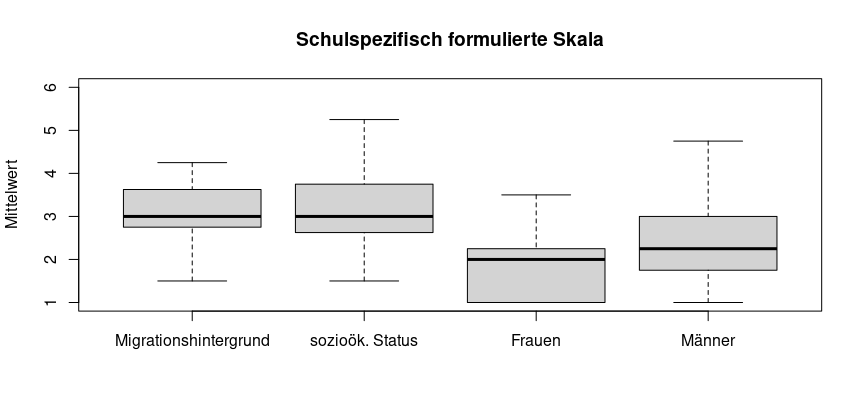 Schulspezifisch formulierte Skala
Mittelwert
6
5
4
3
2
1
Migrationshintergrund sozioök. Status Frauen Männer